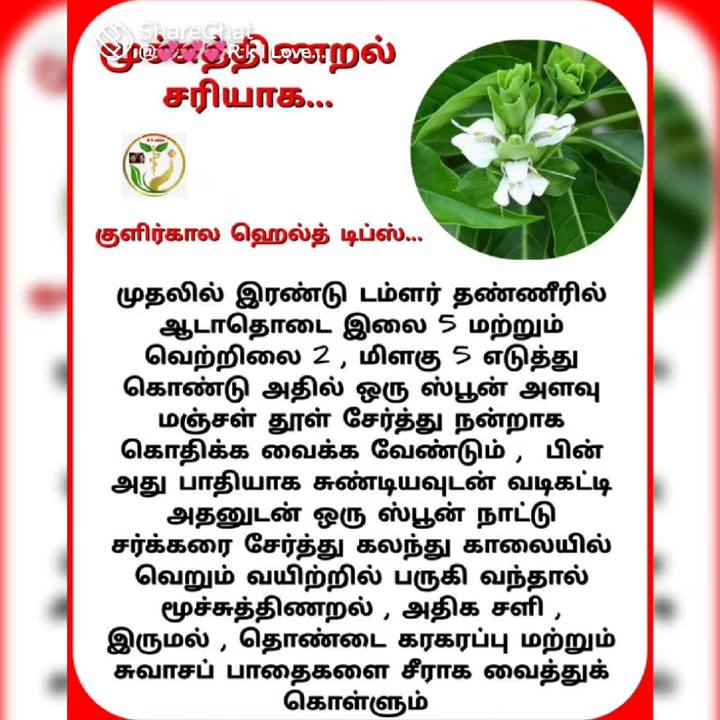 ShareChat
மூச்சுத்திணறல்
சரியாக...
குளிர்கால ஹெல்த் டிப்ஸ்...
முதலில் இரண்டு டம்ளர் தண்ணீரில்
ஆடாதொடை இலை 5 மற்றும்
வெற்றிலை 2 , மிளகு 5 எடுத்து
கொண்டு அதில் ஒரு ஸ்பூன் அளவு
மஞ்சள் தூள் சேர்த்து நன்றாக
கொதிக்க வைக்க வேண்டும் , பின்
அது பாதியாக சுண்டியவுடன் வடிகட்டி
அதனுடன் ஒரு ஸ்பூன் நாட்டு
சர்க்கரை சேர்த்து கலந்து காலையில்
வெறும் வயிற்றில் பருகி வந்தால்
மூச்சுத்திணறல் , அதிக சளி ,
இருமல் , தொண்டை கரகரப்பு மற்றும்
சுவாசப் பாதைகளை சீராக வைத்துக்
கொள்ளும்